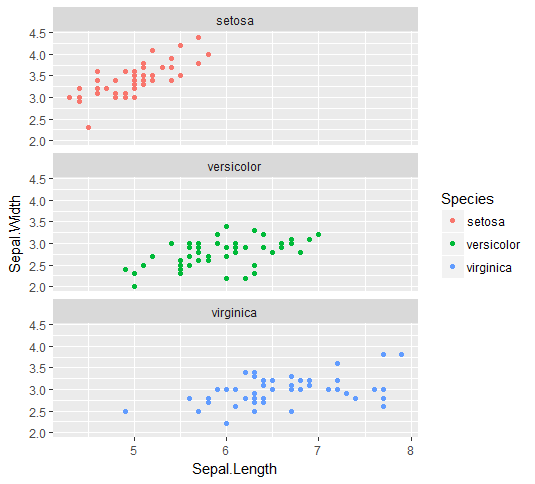 setosa
4.5
4.0
3.5
3.0
2.5
2.0
versicolor
4.5
4.0
3.5
3.0
2.5
2.0
virginica
4.5
4.0
3.5
3.0
2.5
2.0
5 6 7 8
Sepal.Length
Sepal.Width
Species
setosa
versicolor
virginica